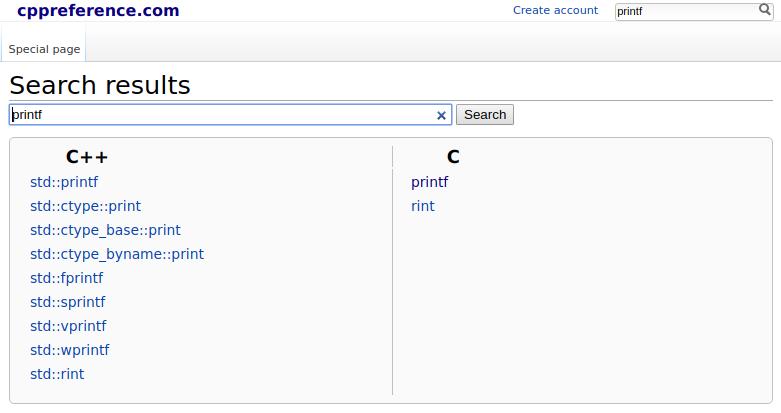 cppreference.com
Create account
printf
Special page
Search results
printf
Search
C++
std::printf
std::ctype::print
std::ctype_base::print
std::ctype_byname::print
std::fprintf
std::sprintf
std::vprintf
std::wprintf
std::rint
C
printf
rint